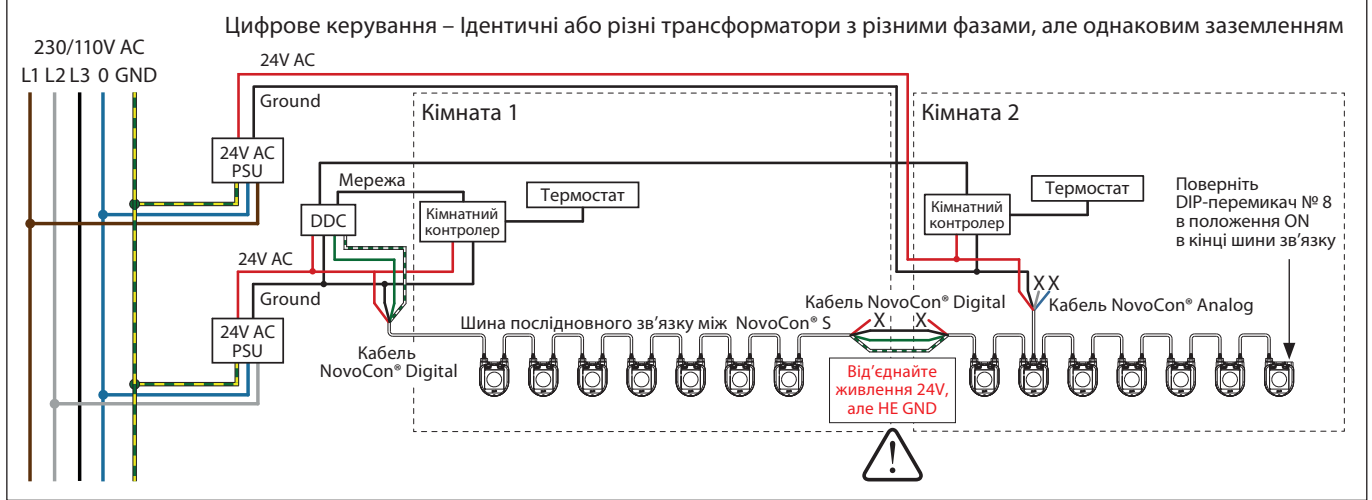 Цифрове керування – Ідентичні або різні трансформатори з різними фазами, але однаковим заземленням
230/110V AC
L1 L2 L3 0 GND
24V AC
Ground
24V AC
PSU
24V AC
Ground
24V AC
PSU
Кімната 1
Мережа
DDC
Кімнатний
контролер
Термостат
Кабель
NovoCon® Digital
Шина послідновного зв’язку між NovoCon® S
Кабель NovoCon® Digital
X X
Від’єднайте
живлення 24V,
але НЕ GND
Кімната 2
Кімнатний
контролер
Термостат
X X
Кабель NovoCon® Analog
Поверніть
DIP-перемикач № 8
в положення ON
в кінці шини зв’язку